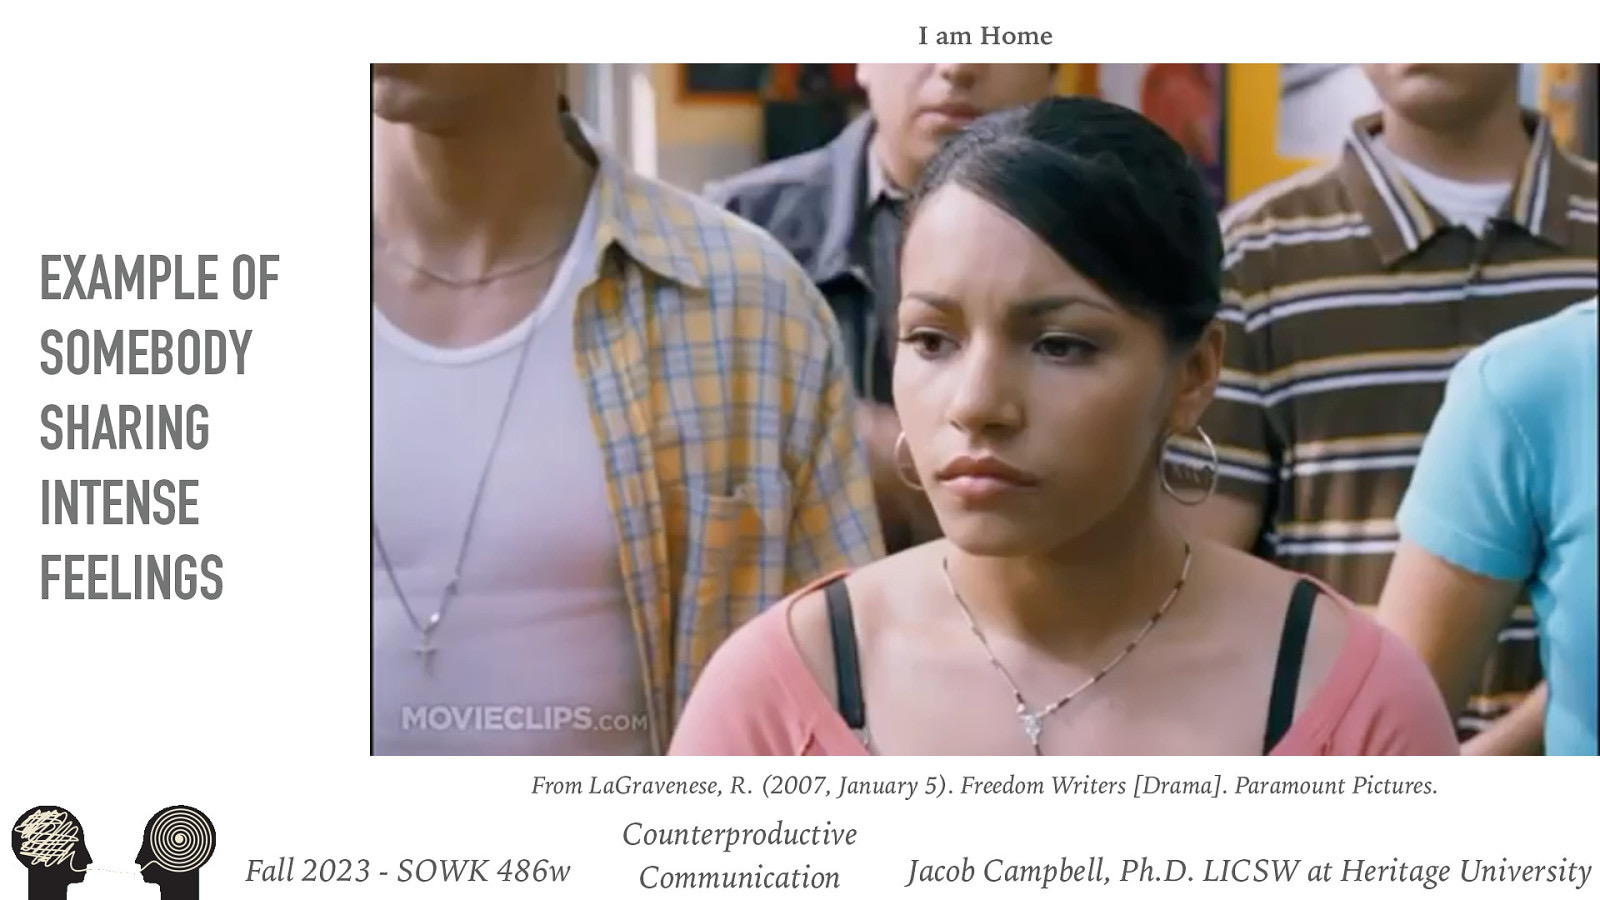 I am Home
EXAMPLE OF
SOMEBODY
SHARING
INTENSE
FEELINGS
MOVIECLIPS.COM
From LaGravenese, R. (2007, January 5). Freedom Writers [Drama]. Paramount Pictures.
Fall 2023 - SOWK 486w
Counterproductive
Communication
Jacob Campbell, Ph.D. LICSW at Heritage University